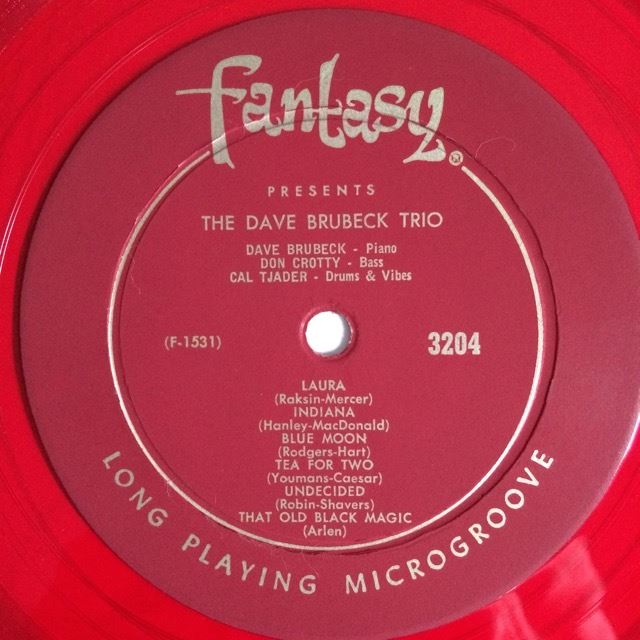 Fantasy®
PRESENTS
THE DAVE BRUBECK TRIO
DAVE BRUBECK - Piano
DON CROTTY - Bass
CAL TJADER - Drums & Vibes
(F-1531)
3204
LAURA
(Raksin-Mercer)
INDIANA
(Hanley-MacDonald)
BLUE MOON
(Rodgers-Hart)
TEA FOR TWO
(Youmans-Caesar)
UNDECIDED
(Robin-Shavers)
THAT OLD BLACK MAGIC
(Arlen)
LONG PLAYING MICROGROOVE